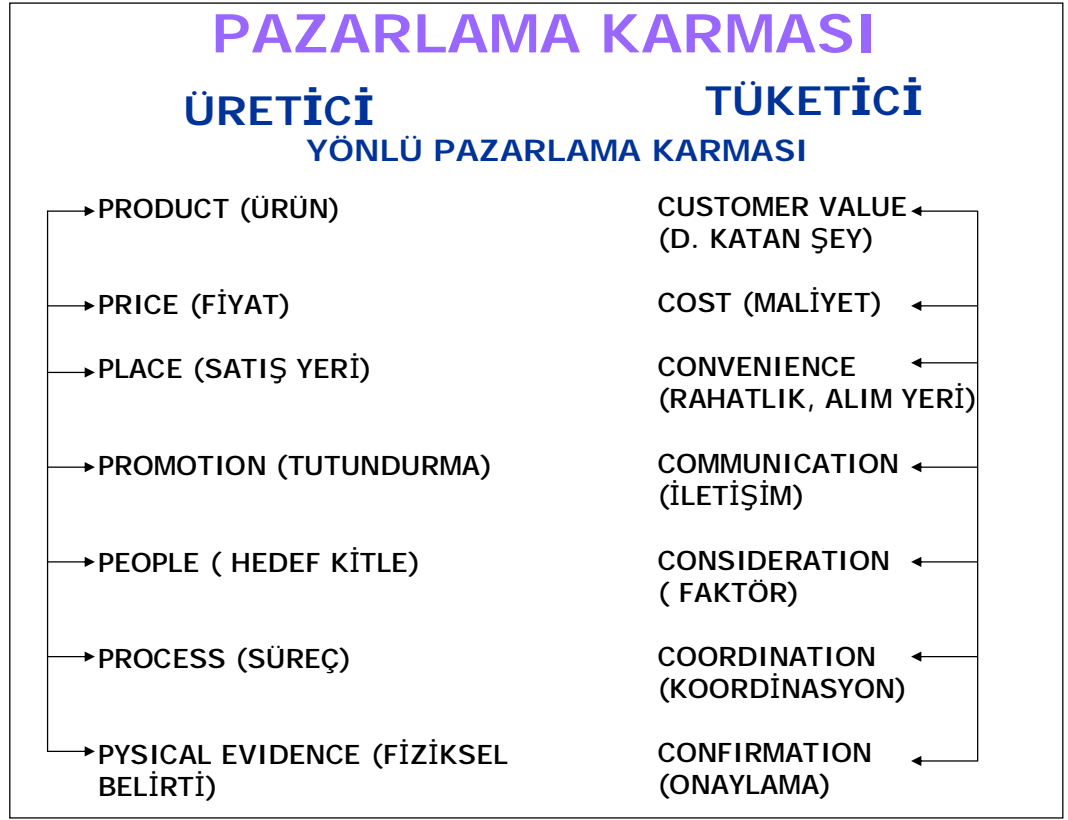 PAZARLAMA KARMASI
ÜRETİCİ
TÜKETİCİ
YÖNLÜ PAZARLAMA KARMASI
PRODUCT (ÜRÜN)
CUSTOMER VALUE
(D. KATAN ŞEY)
PRICE (FİYAT)
COST (MALİYET)
PLACE (SATIŞ YERİ)
CONVENIENCE
(RAHATLIK, ALIM YERİ)
PROMOTION (TUTUNDURMA)
COMMUNICATION
(İLETİŞİM)
PEOPLE ( HEDEF KİTLE)
CONSIDERATION
( FAKTÖR)
PROCESS (SÜREÇ)
COORDINATION
(KOORDİNASYON)
PYSICAL EVIDENCE (FİZİKSEL
BELİRTİ)
CONFIRMATION
(ONAYLAMA)